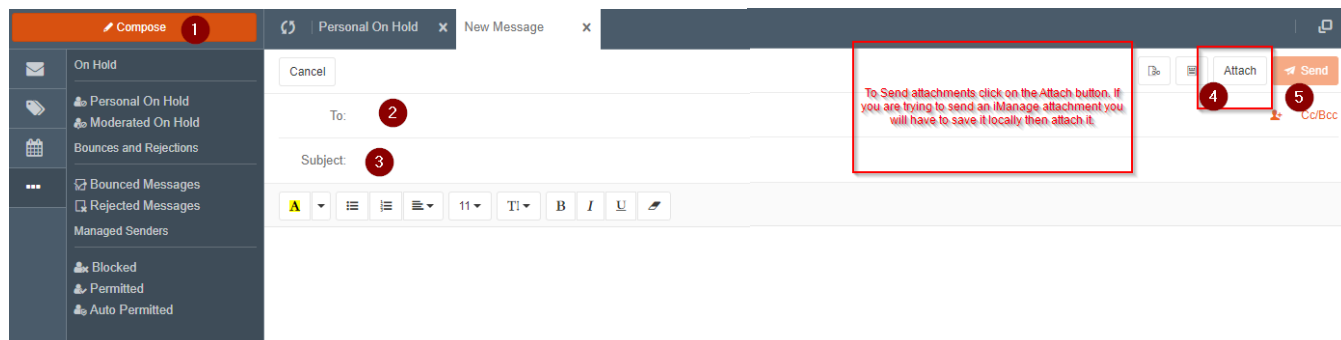 Compose 1
Personal On Hold x New Message x
On Hold
Personal On Hold
Moderated On Hold
Bounces and Rejections
Bounced Messages
Rejected Messages
Managed Senders
Blocked
Permitted
Auto Permitted
Cancel
To: 2
Subject: 3
A 11 TI B I U
To Send attachments click on the Attach button. If
you are trying to send an iManage attachment you
will have to save it locally then attach it.
Attach Send
4 5
Cc/Bcc